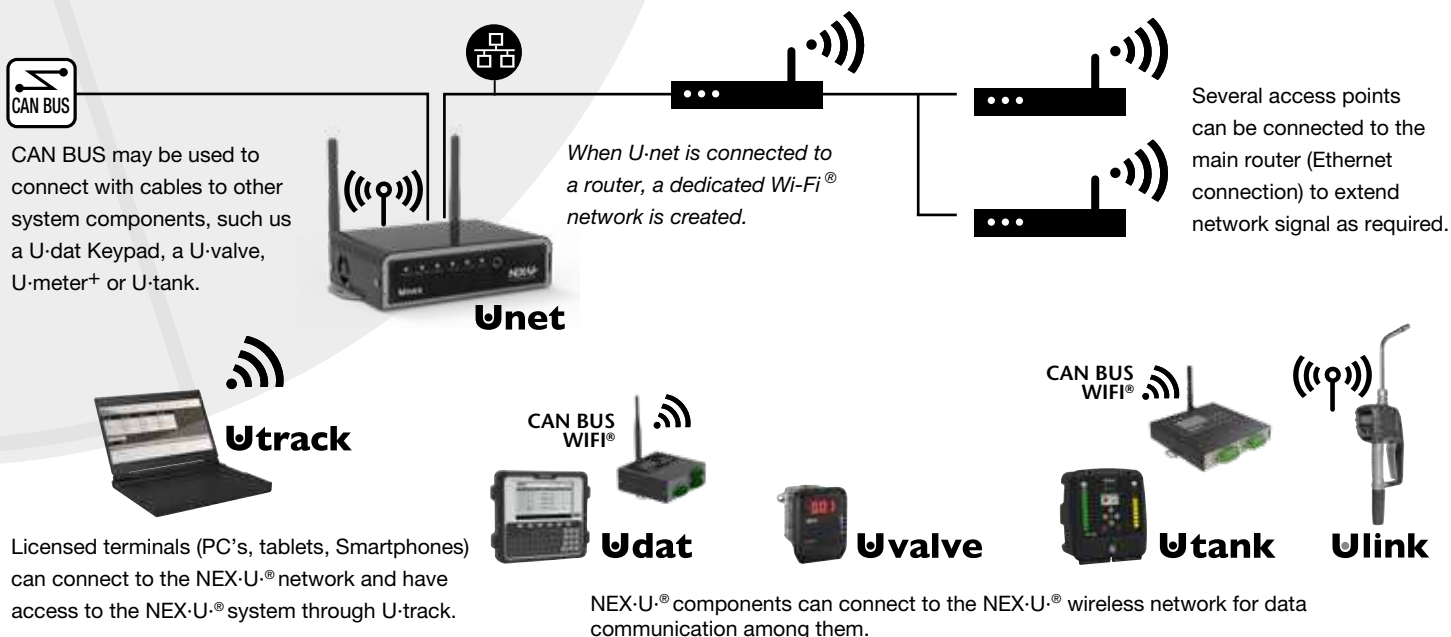 CAN BUS
CAN BUS may be used to
connect with cables to other
system components, such us
a U·dat Keypad, a U·valve,
U·meter+ or U·tank.
When U·net is connected to
a router, a dedicated Wi-Fi ®
network is created.
Several access points
can be connected to the
main router (Ethernet
connection) to extend
network signal as required.
NEX·U·
Unet
Utrack
CAN BUS
WIFI®
Udat
001
Uvalve
CAN BUS
WIFI®
Utank
Ulink
Licensed terminals (PC's, tablets, Smartphones)
can connect to the NEX·U·® network and have
access to the NEX·U·® system through U·track.
NEX·U·® components can connect to the NEX·U·® wireless network for data
communication among them.